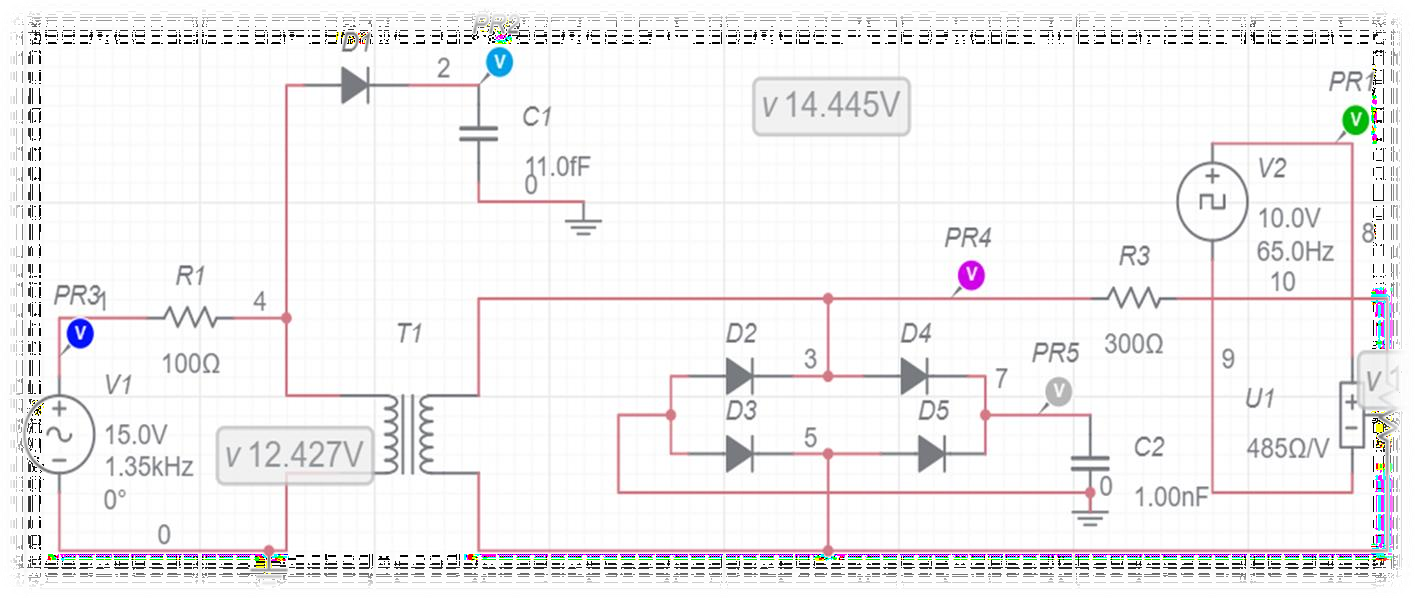 D1
PR2
2
C1
11.0fF
0
v 14.445V
PR1
V2
10.0V
65.0Hz
8
10
PR4
R3
300Ω
PR3
1
R1
100Ω
4
T1
V1
15.0V
1.35kHz
0°
0
v 12.427V
D2
3
D4
7
D3
5
D5
PR5
C2
0
1.00nF
9
U1
485Ω/V
V
V
V
V
V